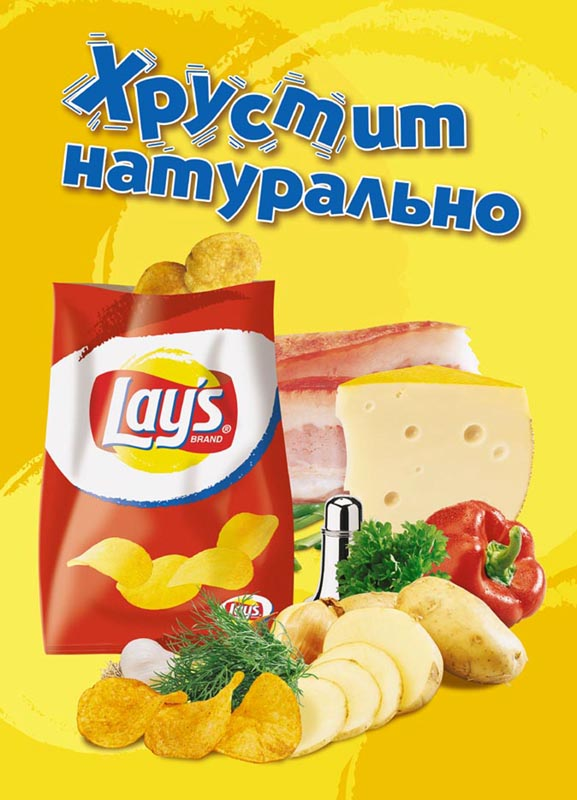 Хрустит
натурально
Lay's
BRAND ®
Lay's